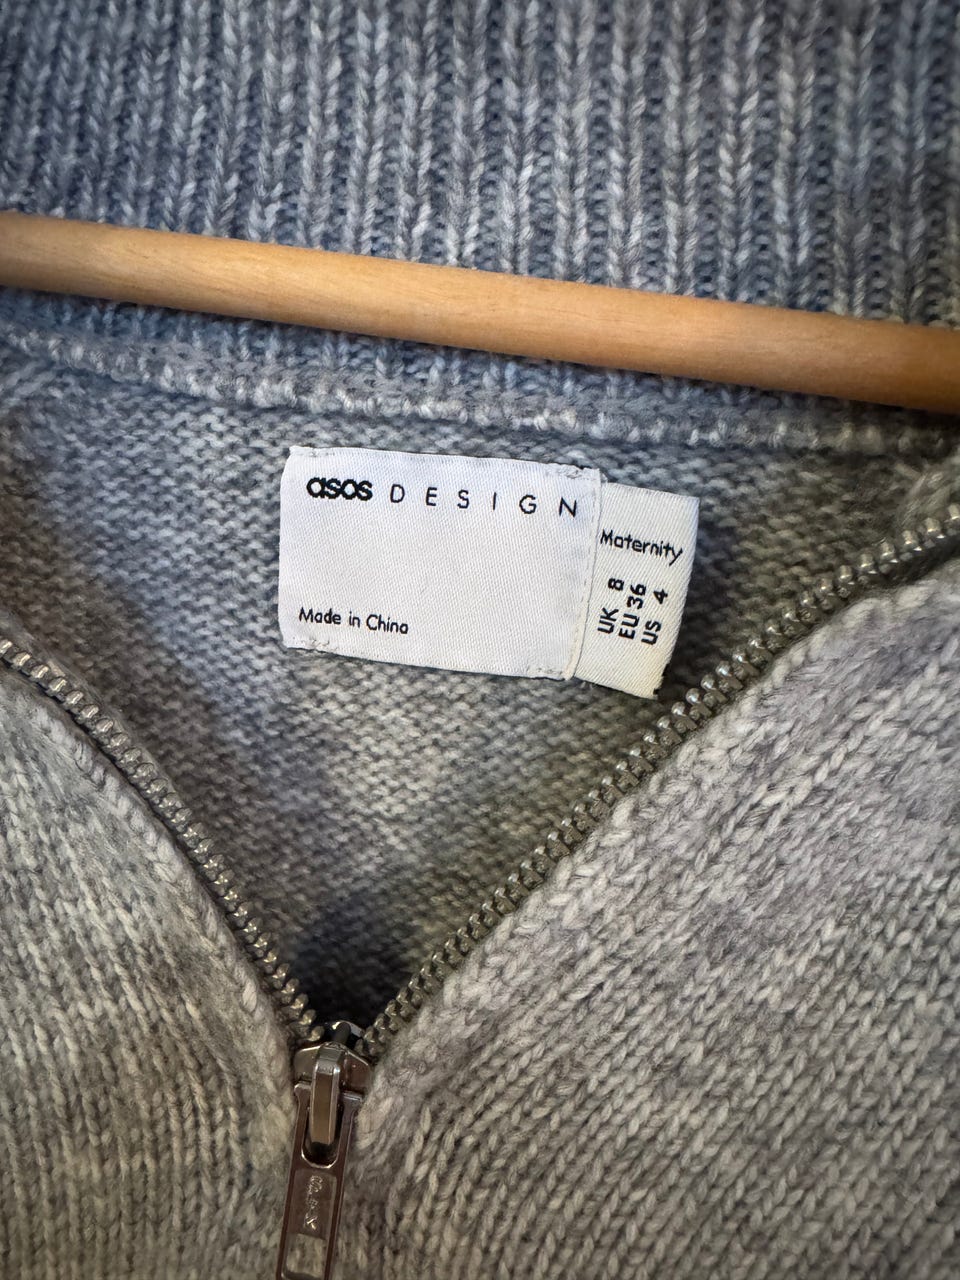 asos DESIGN
Made in China
Maternity
UK 8
EU 36
US 4